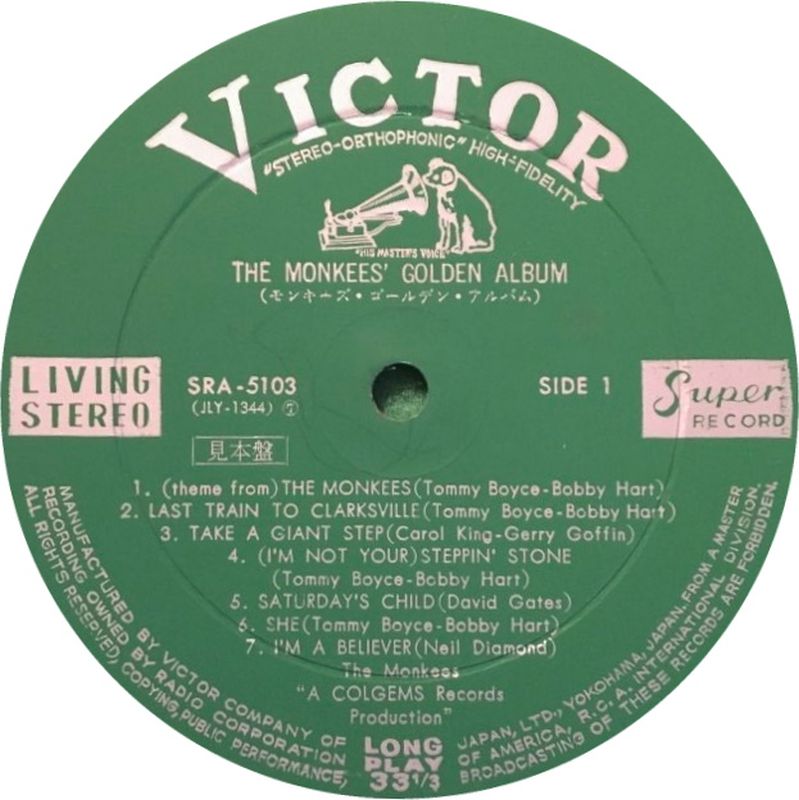 VICTOR
"STEREO-ORTHOPHONIC" HIGH-FIDELITY
"HIS MASTER'S VOICE"
THE MONKEES' GOLDEN ALBUM
(モンキーズ・ゴールデン・アルバム)
LIVING STEREO
SRA-5103
(JLY-1344) ⑦
SIDE 1
Super RECORD
見本盤
1. (theme from) THE MONKEES (Tommy Boyce-Bobby Hart)
2. LAST TRAIN TO CLARKSVILLE (Tommy Boyce-Bobby Hart)
3. TAKE A GIANT STEP (Carol King-Gerry Goffin)
4. (I'M NOT YOUR) STEPPIN' STONE
(Tommy Boyce-Bobby Hart)
5. SATURDAY'S CHILD (David Gates)
6. SHE (Tommy Boyce-Bobby Hart)
7. I'M A BELIEVER (Neil Diamond)
The Monkees
"A COLGEMS Records
Production"
MANUFACTURED BY VICTOR COMPANY OF JAPAN, LTD., YOKOHAMA, JAPAN. FROM A MASTER
RECORDING OWNED BY RADIO CORPORATION OF AMERICA, R.C.A. INTERNATIONAL DIVISION.
ALL RIGHTS RESERVED, COPYING, PUBLIC PERFORMANCE, BROADCASTING OF THESE RECORDS ARE FORBIDDEN.
LONG
PLAY
33 1/3